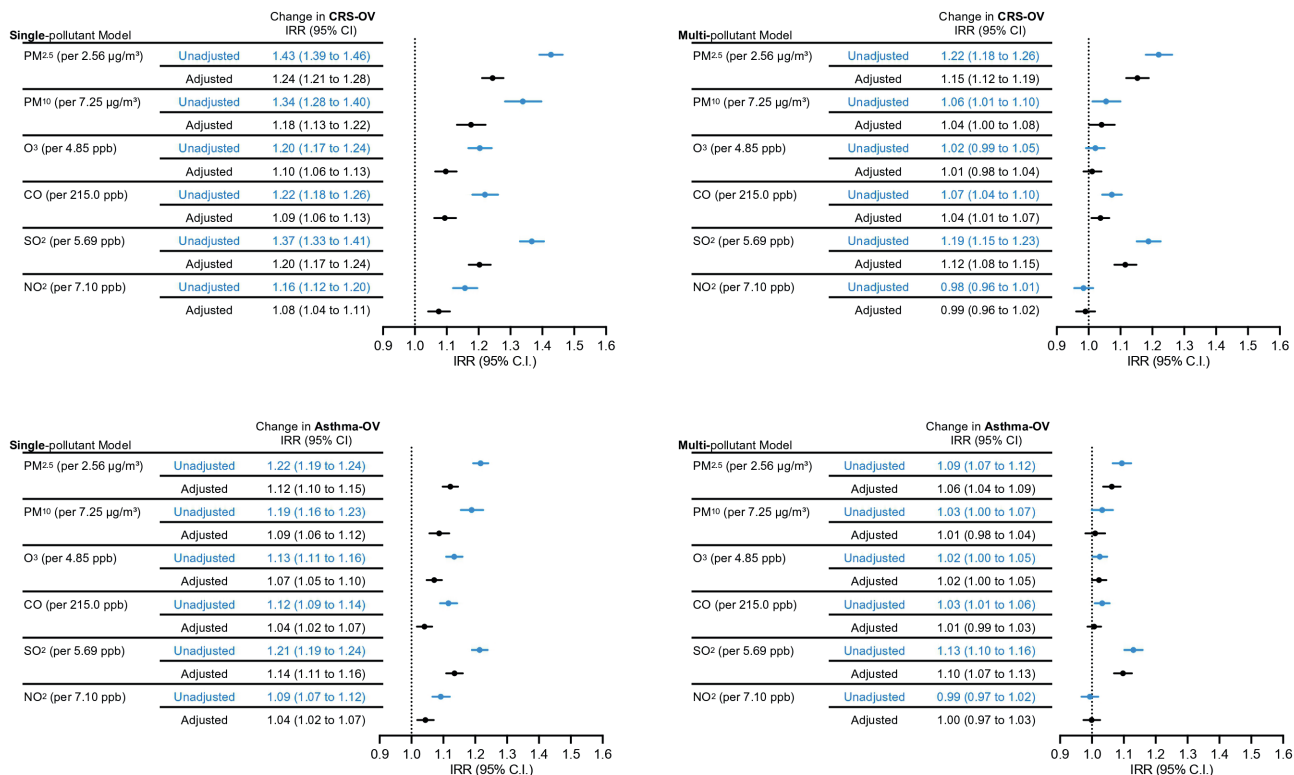 Change in CRS-OV
Single-pollutant Model IRR (95% CI)
PM2.5 (per 2.56 µg/m³) Unadjusted 1.43 (1.39 to 1.46)
Adjusted 1.24 (1.21 to 1.28)
PM10 (per 7.25 µg/m³) Unadjusted 1.34 (1.28 to 1.40)
Adjusted 1.18 (1.13 to 1.22)
O3 (per 4.85 ppb) Unadjusted 1.20 (1.17 to 1.24)
Adjusted 1.10 (1.06 to 1.13)
CO (per 215.0 ppb) Unadjusted 1.22 (1.18 to 1.26)
Adjusted 1.09 (1.06 to 1.13)
SO2 (per 5.69 ppb) Unadjusted 1.37 (1.33 to 1.41)
Adjusted 1.20 (1.17 to 1.24)
NO2 (per 7.10 ppb) Unadjusted 1.16 (1.12 to 1.20)
Adjusted 1.08 (1.04 to 1.11)
0.9 1.0 1.1 1.2 1.3 1.4 1.5 1.6
IRR (95% C.I.)
Change in CRS-OV
Multi-pollutant Model IRR (95% CI)
PM2.5 (per 2.56 µg/m³) Unadjusted 1.22 (1.18 to 1.26)
Adjusted 1.15 (1.12 to 1.19)
PM10 (per 7.25 µg/m³) Unadjusted 1.06 (1.01 to 1.10)
Adjusted 1.04 (1.00 to 1.08)
O3 (per 4.85 ppb) Unadjusted 1.02 (0.99 to 1.05)
Adjusted 1.01 (0.98 to 1.04)
CO (per 215.0 ppb) Unadjusted 1.07 (1.04 to 1.10)
Adjusted 1.04 (1.01 to 1.07)
SO2 (per 5.69 ppb) Unadjusted 1.19 (1.15 to 1.23)
Adjusted 1.12 (1.08 to 1.15)
NO2 (per 7.10 ppb) Unadjusted 0.98 (0.96 to 1.01)
Adjusted 0.99 (0.96 to 1.02)
0.9 1.0 1.1 1.2 1.3 1.4 1.5 1.6
IRR (95% C.I.)
Change in Asthma-OV
Single-pollutant Model IRR (95% CI)
PM2.5 (per 2.56 µg/m³) Unadjusted 1.22 (1.19 to 1.24)
Adjusted 1.12 (1.10 to 1.15)
PM10 (per 7.25 µg/m³) Unadjusted 1.19 (1.16 to 1.23)
Adjusted 1.09 (1.06 to 1.12)
O3 (per 4.85 ppb) Unadjusted 1.13 (1.11 to 1.16)
Adjusted 1.07 (1.05 to 1.10)
CO (per 215.0 ppb) Unadjusted 1.12 (1.09 to 1.14)
Adjusted 1.04 (1.02 to 1.07)
SO2 (per 5.69 ppb) Unadjusted 1.21 (1.19 to 1.24)
Adjusted 1.14 (1.11 to 1.16)
NO2 (per 7.10 ppb) Unadjusted 1.09 (1.07 to 1.12)
Adjusted 1.04 (1.02 to 1.07)
0.9 1.0 1.1 1.2 1.3 1.4 1.5 1.6
IRR (95% C.I.)
Change in Asthma-OV
Multi-pollutant Model IRR (95% CI)
PM2.5 (per 2.56 µg/m³) Unadjusted 1.09 (1.07 to 1.12)
Adjusted 1.06 (1.04 to 1.09)
PM10 (per 7.25 µg/m³) Unadjusted 1.03 (1.00 to 1.07)
Adjusted 1.01 (0.98 to 1.04)
O3 (per 4.85 ppb) Unadjusted 1.02 (1.00 to 1.05)
Adjusted 1.02 (1.00 to 1.05)
CO (per 215.0 ppb) Unadjusted 1.03 (1.01 to 1.06)
Adjusted 1.01 (0.99 to 1.03)
SO2 (per 5.69 ppb) Unadjusted 1.13 (1.10 to 1.16)
Adjusted 1.10 (1.07 to 1.13)
NO2 (per 7.10 ppb) Unadjusted 0.99 (0.97 to 1.02)
Adjusted 1.00 (0.97 to 1.03)
0.9 1.0 1.1 1.2 1.3 1.4 1.5 1.6
IRR (95% C.I.)